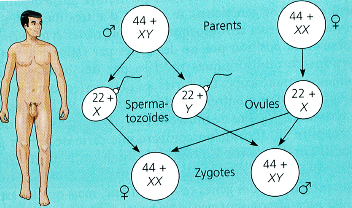 ♂ 44 + XY Parents 44 + XX ♀
22 + X Sperma-tozoïdes 22 + Y Ovules 22 + X
44 + XX Zygotes 44 + XY
♀ ♂